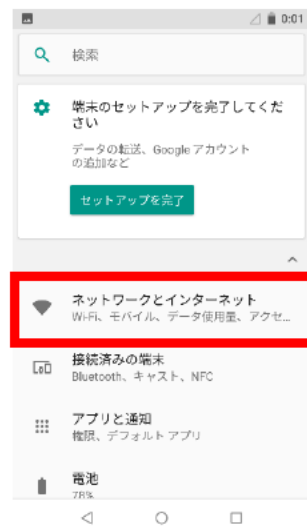 0:01
検索
端末のセットアップを完了してくだ
さい
データの転送、Google アカウント
の追加など
セットアップを完了
ネットワークとインターネット
Wi-Fi、モバイル、データ使用量、アクセ...
接続済みの端末
Bluetooth、キャスト、NFC
アプリと通知
権限、デフォルト アプリ
電池
78%